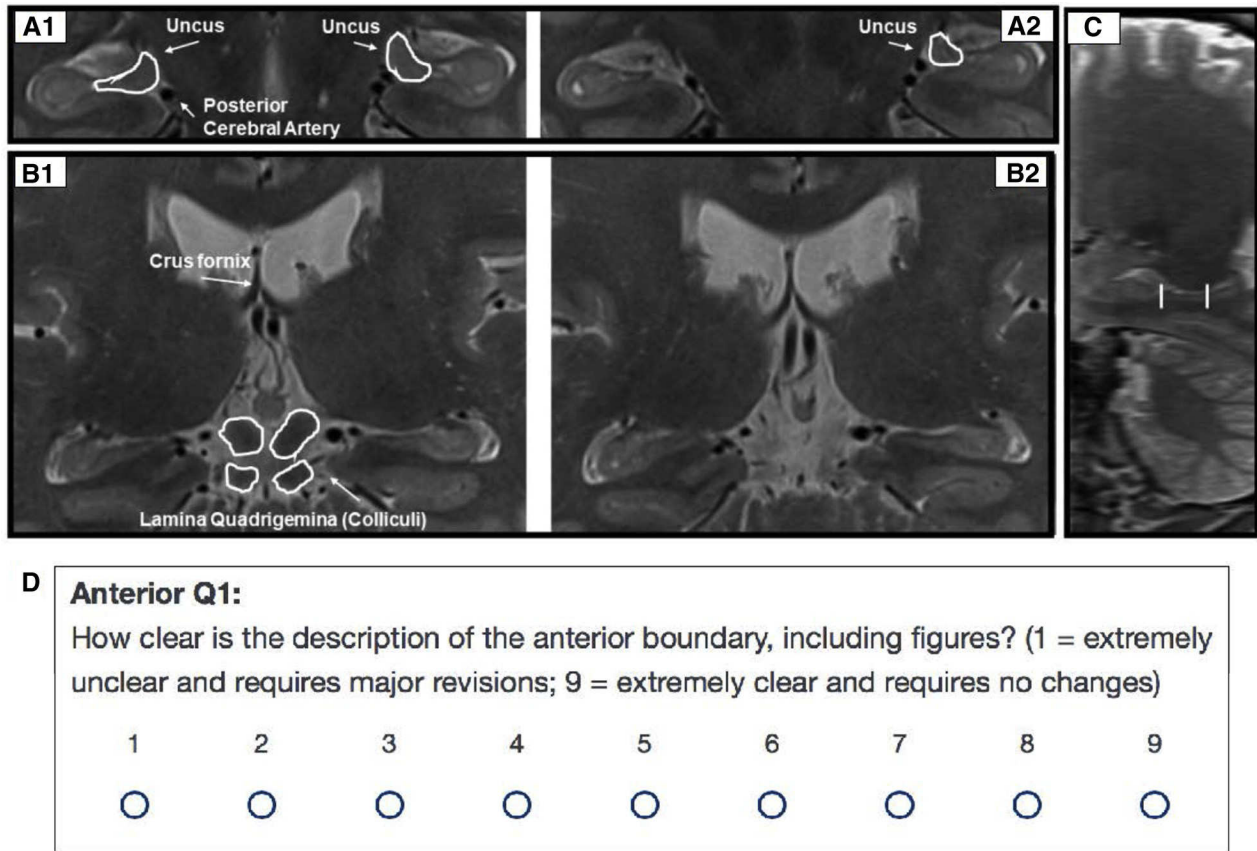 A1
Uncus
Uncus
Posterior
Cerebral Artery
Uncus
A2
C
B1
B2
Crus fornix
Lamina Quadrigemina (Colliculi)
D
Anterior Q1:
How clear is the description of the anterior boundary, including figures? (1 = extremely
unclear and requires major revisions; 9 = extremely clear and requires no changes)
1 2 3 4 5 6 7 8 9